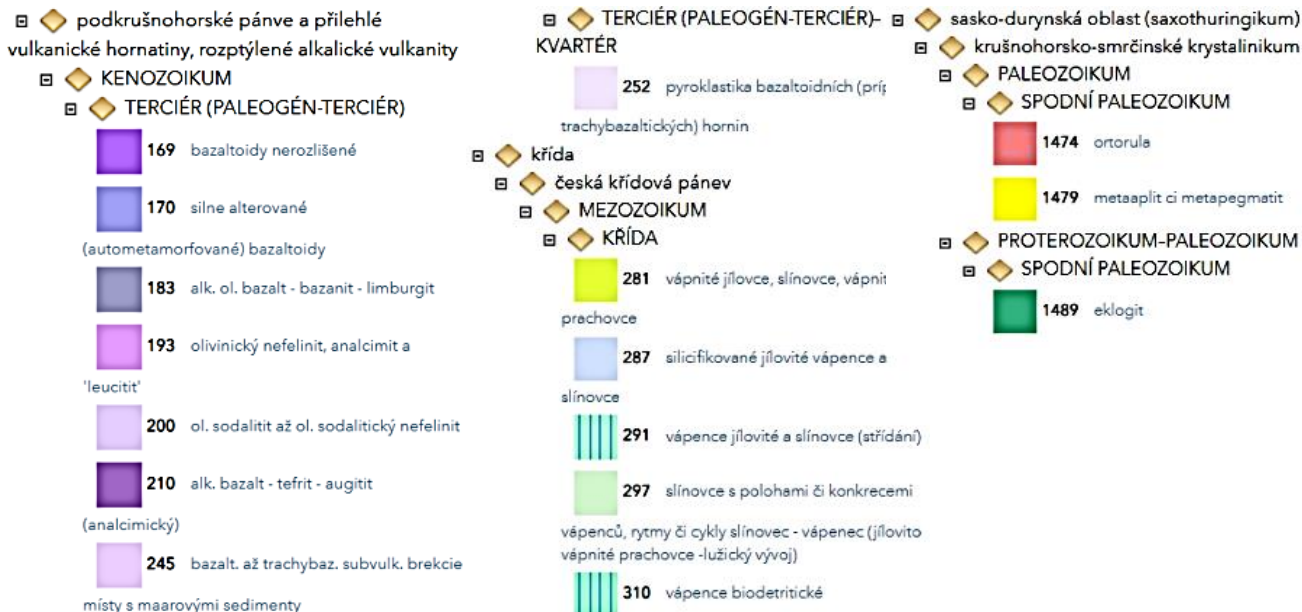 podkrušnohorské pánve a přilehlé
vulkanické hornatiny, rozptýlené alkalické vulkanity
KENOZOIKUM
TERCIÉR (PALEOGÉN-TERCIÉR)
169 bazaltoidy nerozlišené
170 silne alterované
(autometamorfované) bazaltoidy
183 alk. ol. bazalt - bazanit - limburgit
193 olivinický nefelinit, analcimit a
'leucitit'
200 ol. sodalitit až ol. sodalitický nefelinit
210 alk. bazalt - tefrit - augitit
(analcimický)
245 bazalt. až trachybaz. subvulk. brekcie
místy s maarovými sedimenty
TERCIÉR (PALEOGÉN-TERCIÉR)–
KVARTÉR
252 pyroklastika bazaltoidních (príp
trachybazaltických) hornin
křída
česká křídová pánev
MEZOZOIKUM
KŘÍDA
281 vápnité jílovce, slínovce, vápnit
prachovce
287 silicifikované jílovité vápence a
slínovce
291 vápence jílovité a slínovce (střídání)
297 slínovce s polohami či konkrecemi
vápenců, rytmy či cykly slínovec - vápenec (jílovito
vápnité prachovce -lužický vývoj)
310 vápence biodetritické
sasko-durynská oblast (saxothuringikum)
krušnohorsko-smrčinské krystalinikum
PALEOZOIKUM
SPODNÍ PALEOZOIKUM
1474 ortorula
1479 metaaplit ci metapegmatit
PROTEROZOIKUM-PALEOZOIKUM
SPODNÍ PALEOZOIKUM
1489 eklogit